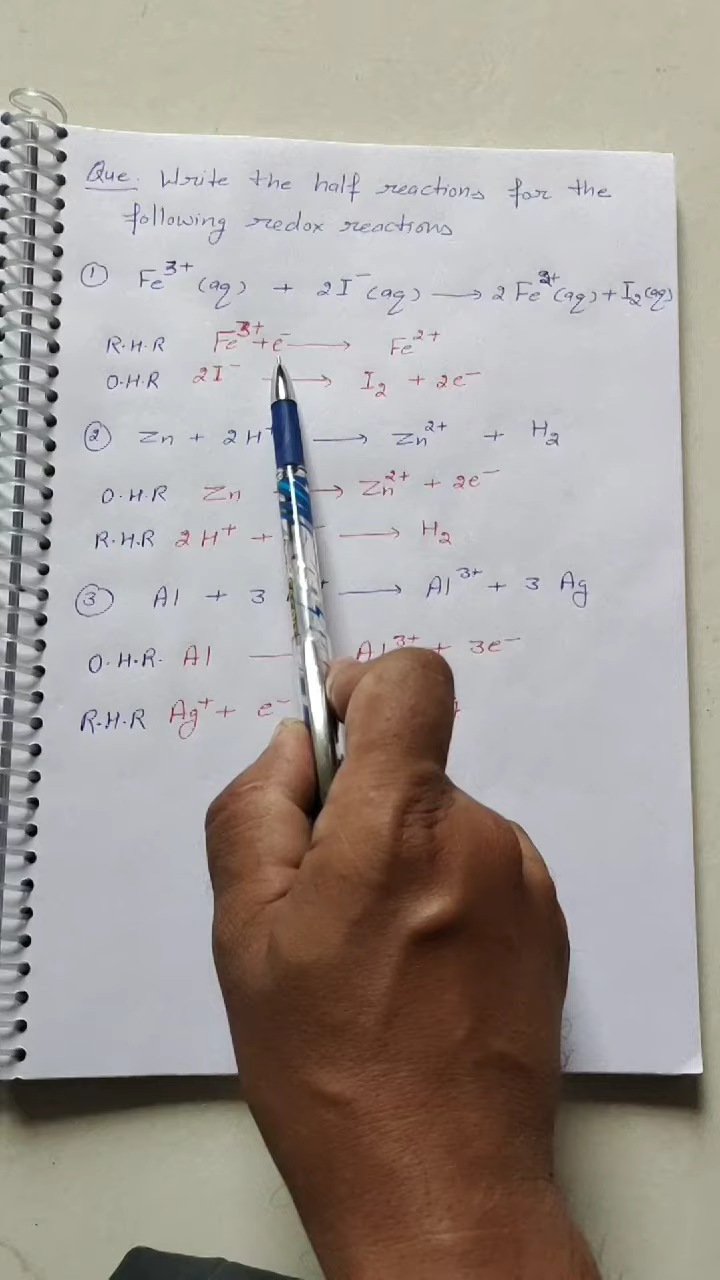 Que. Write the half reactions for the
following redox reactions
① Fe³⁺(aq) + 2I⁻(aq) ⟶ 2Fe²⁺(aq) + I₂(aq)
R.H.R Fe³⁺ + e⁻ ⟶ Fe²⁺
O.H.R 2I⁻ ⟶ I₂ + 2e⁻
② Zn + 2H⁺ ⟶ Zn²⁺ + H₂
O.H.R Zn ⟶ Zn²⁺ + 2e⁻
R.H.R 2H⁺ + ⟶ H₂
③ Al + 3 ⁺ ⟶ Al³⁺ + 3 Ag
O.H.R. Al ⟶ Al³⁺ + 3e⁻
R.H.R Ag⁺ + e⁻